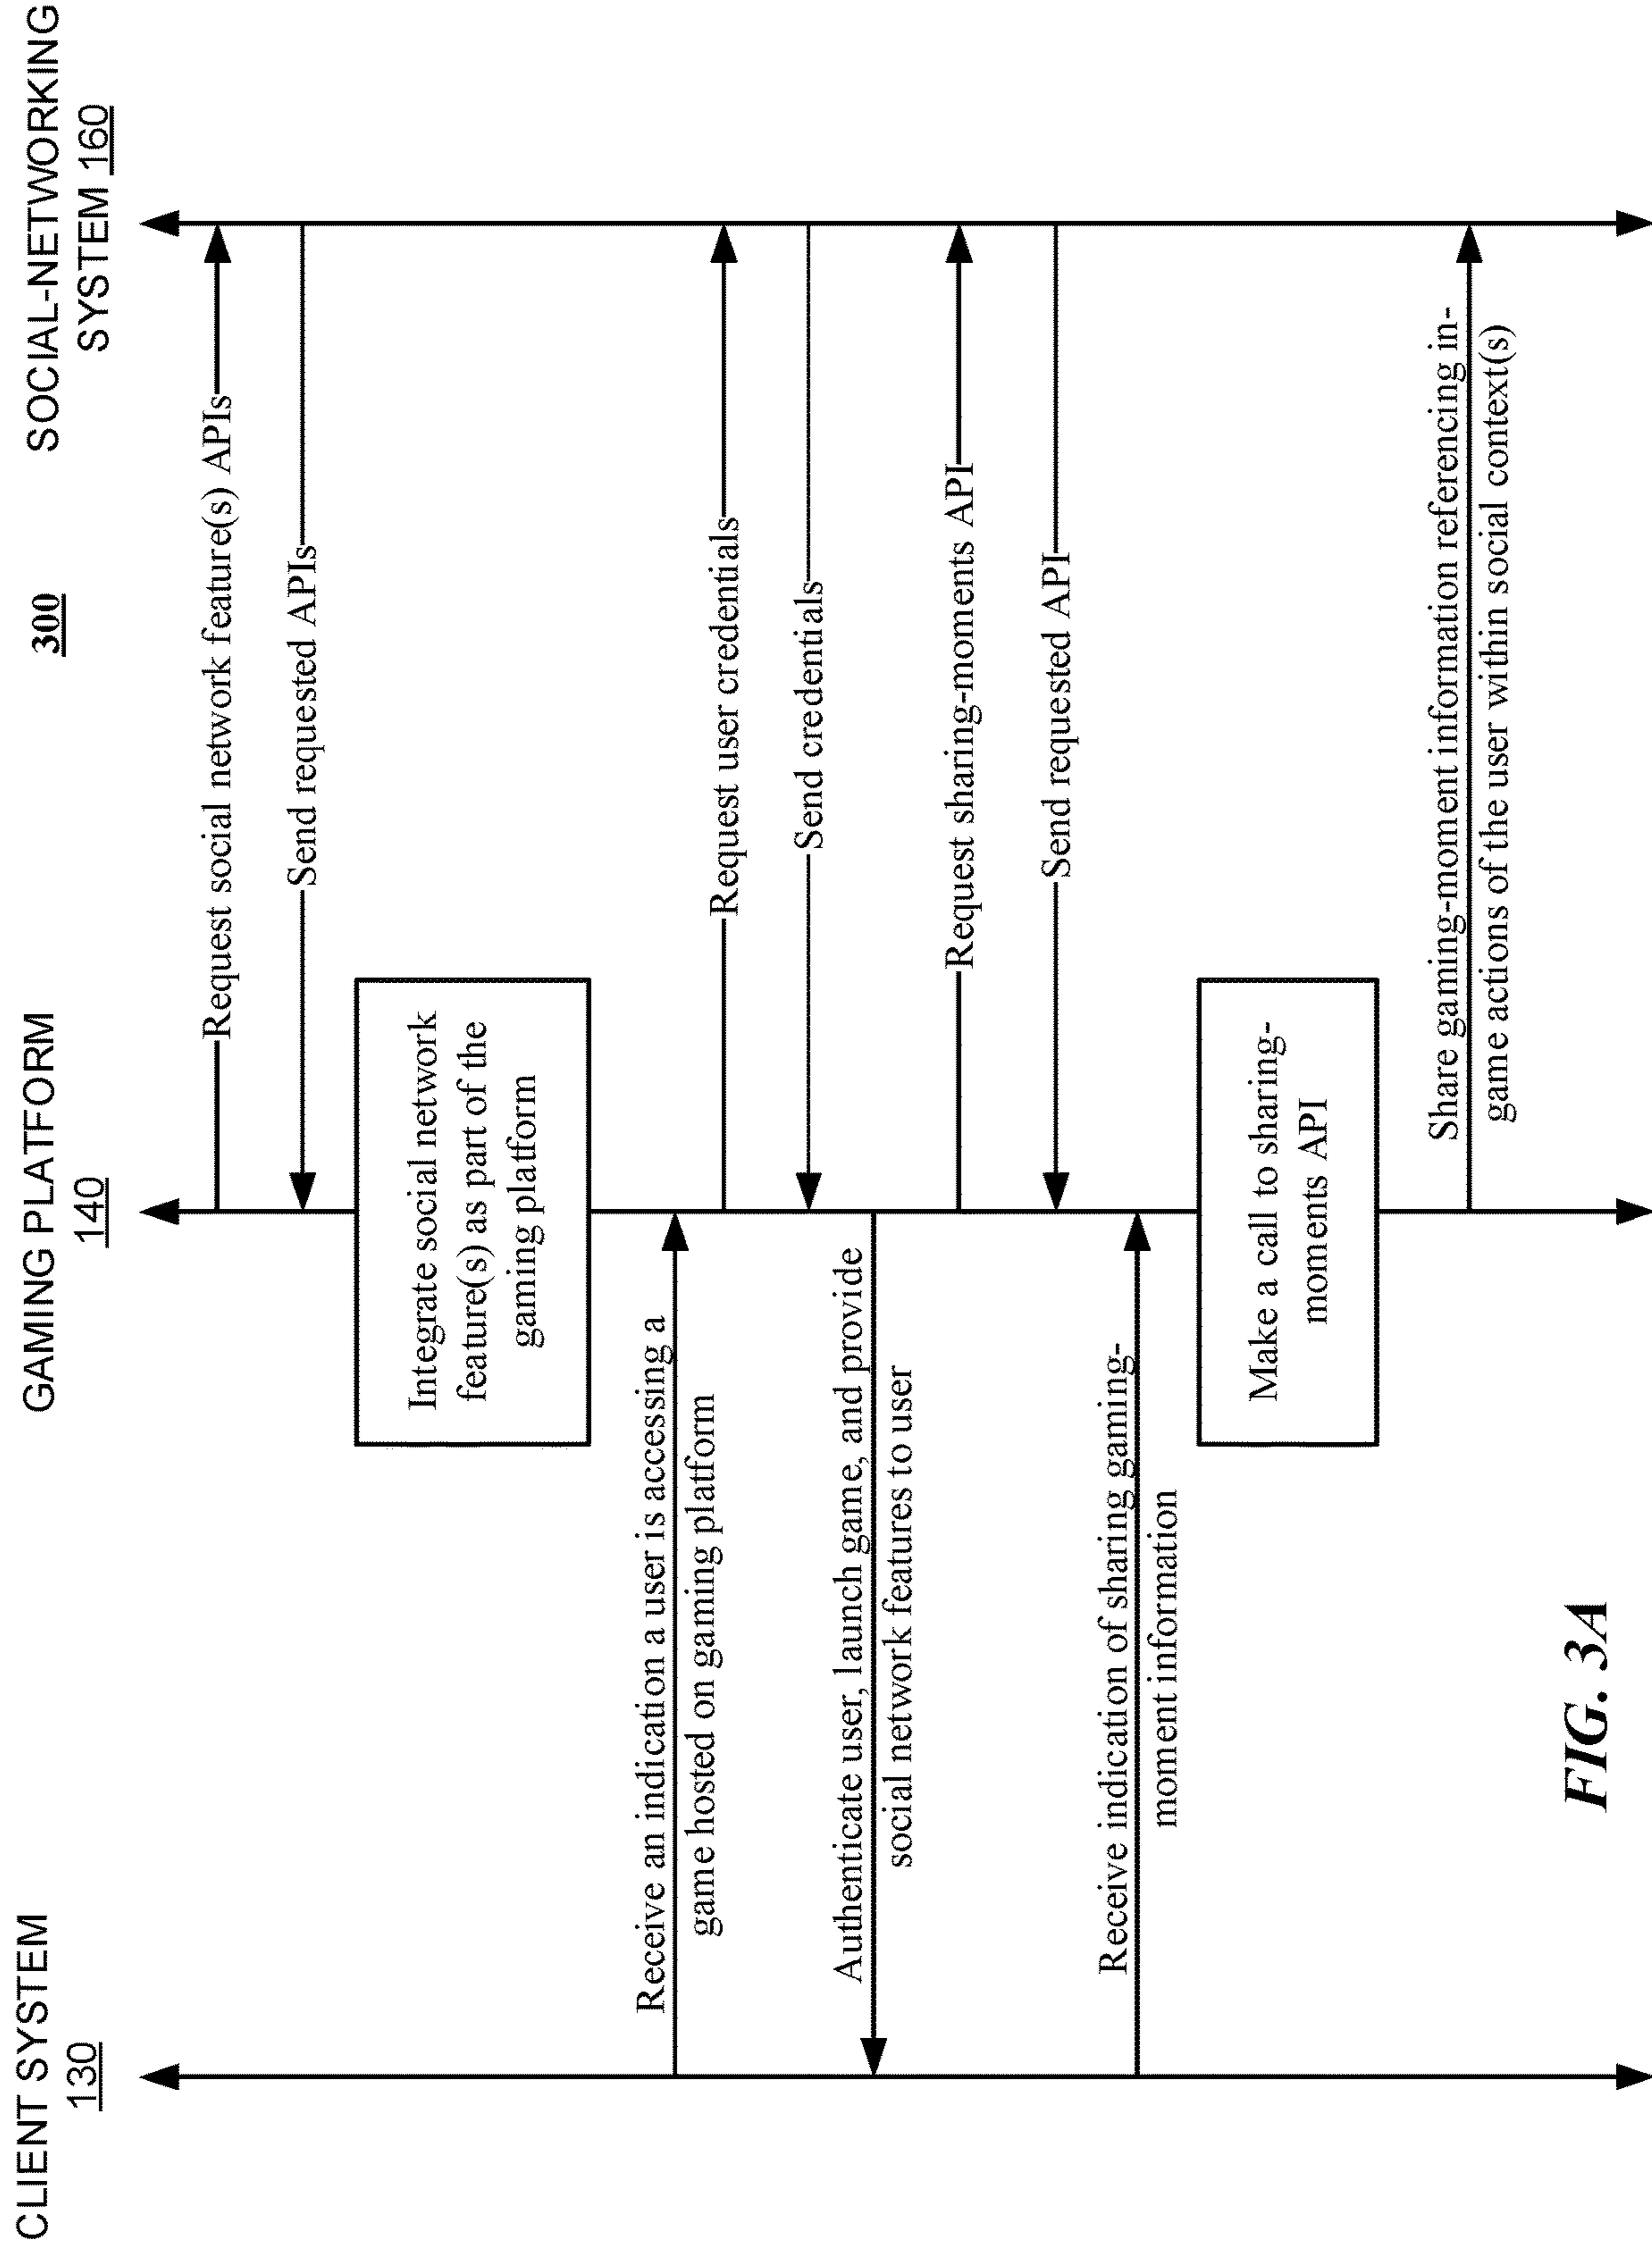 300
CLIENT SYSTEM
130
GAMING PLATFORM
140
SOCIAL-NETWORKING
SYSTEM 160
Request social network feature(s) APIs
Send requested APIs
Integrate social network
feature(s) as part of the
gaming platform
Receive an indication a user is accessing a
game hosted on gaming platform
Request user credentials
Send credentials
Authenticate user, launch game, and provide
social network features to user
Request sharing-moments API
Send requested API
Receive indication of sharing gaming-
moment information
Make a call to sharing-
moments API
Share gaming-moment information referencing in-
game actions of the user within social context(s)
FIG. 3A